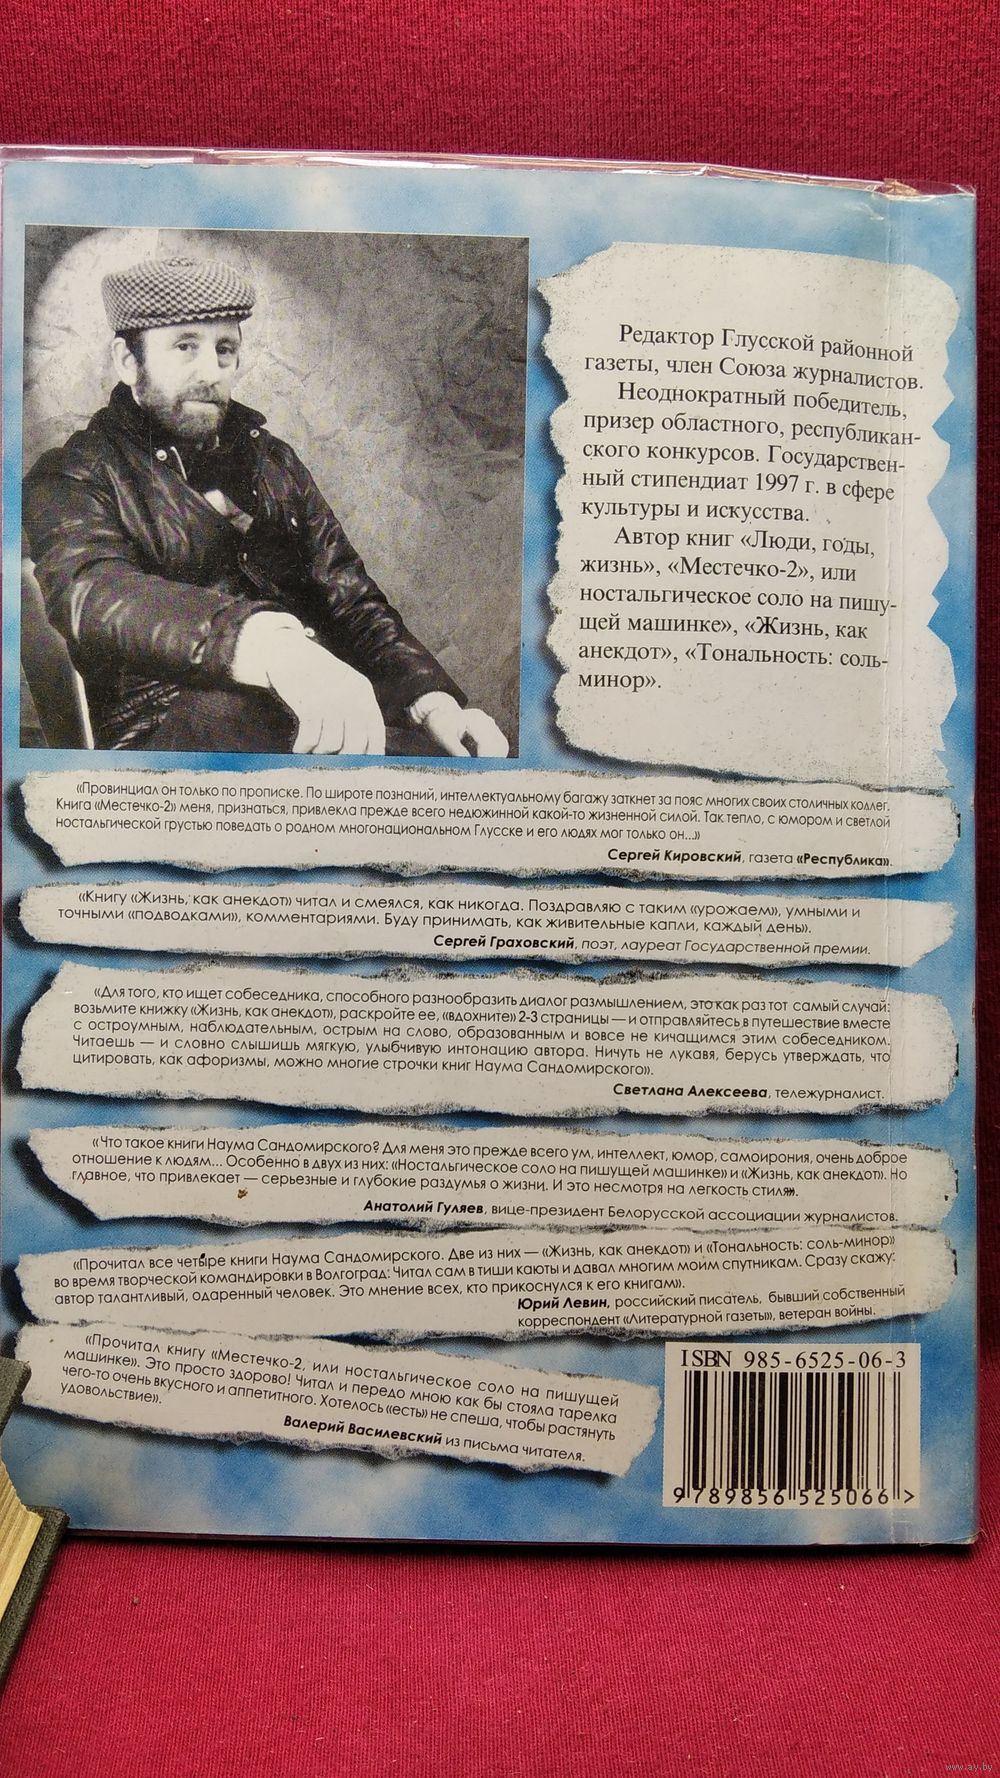 Редактор Глусской районной
газеты, член Союза журналистов.
Неоднократный победитель,
призер областного, республикан-
ского конкурсов. Государствен-
ный стипендиат 1997 г. в сфере
культуры и искусства.
Автор книг «Люди, годы,
жизнь», «Местечко-2», или
ностальгическое соло на пишу-
щей машинке», «Жизнь, как
анекдот», «Тональность: соль-
минор».
«Провинциал он только по прописке. По широте познаний, интеллектуальному багажу заткнет за пояс многих своих столичных коллег.
Книга «Местечко-2» меня, признаться, привлекла прежде всего недюжинной какой-то жизненной силой. Так тепло, с юмором и светлой
ностальгической грустью поведать о родном многонациональном Глусске и его людях мог только он...»
Сергей Кировский, газета «Республика».
«Книгу «Жизнь, как анекдот» читал и смеялся, как никогда. Поздравляю с таким «урожаем», умными и
точными «подводками», комментариями. Буду принимать, как живительные капли, каждый день».
Сергей Граховский, поэт, лауреат Государственной премии.
«Для того, кто ищет собеседника, способного разнообразить диалог размышлением, это как раз тот самый случай:
возьмите книжку «Жизнь, как анекдот», раскройте ее, «вдохните» 2-3 страницы — и отправляйтесь в путешествие вместе
с остроумным, наблюдательным, острым на слово, образованным и вовсе не кичащимся этим собеседником.
Читаешь — и словно слышишь мягкую, улыбчивую интонацию автора. Ничуть не лукавя, берусь утверждать, что
цитировать, как афоризмы, можно многие строчки книг Наума Сандомирского».
Светлана Алексеева, тележурналист.
«Что такое книги Наума Сандомирского? Для меня это прежде всего ум, интеллект, юмор, самоирония, очень доброе
отношение к людям... Особенно в двух из них: «Ностальгическое соло на пишущей машинке» и «Жизнь, как анекдот». Но
главное, что привлекает — серьезные и глубокие раздумья о жизни. И это несмотря на легкость стиля».
Анатолий Гуляев, вице-президент Белорусской ассоциации журналистов.
«Прочитал все четыре книги Наума Сандомирского. Две из них — «Жизнь, как анекдот» и «Тональность: соль-минор»
во время творческой командировки в Волгоград: Читал сам в тиши каюты и давал многим моим спутникам. Сразу скажу:
автор талантливый, одаренный человек. Это мнение всех, кто прикоснулся к его книгам».
Юрий Левин, российский писатель, бывший собственный
корреспондент «Литературной газеты», ветеран войны.
«Прочитал книгу «Местечко-2, или ностальгическое соло на пишущей
машинке». Это просто здорово! Читал и передо мною как бы стояла тарелка
чего-то очень вкусного и аппетитного. Хотелось «есть» не спеша, чтобы растянуть
удовольствие».
Валерий Василевский из письма читателя.
ISBN 985-6525-06-3
9 789856 525066 >
www.ay.by